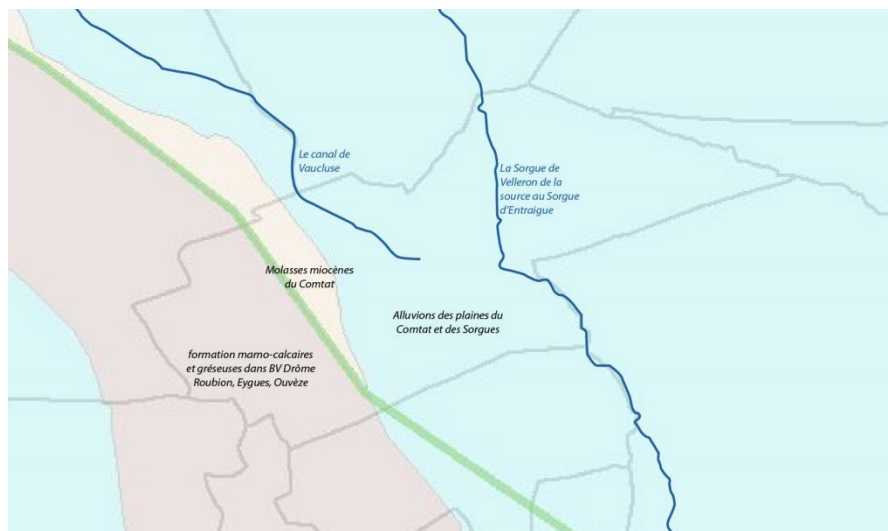 Le canal de
Vaucluse
La Sorgue de
Velleron de la
source au Sorgue
d'Entraigue
Molasses miocènes
du Comtat
Alluvions des plaines du
Comtat et des Sorgues
formation marno-calcaires
et gréseuses dans BV Drôme
Roubion, Eygues, Ouvèze